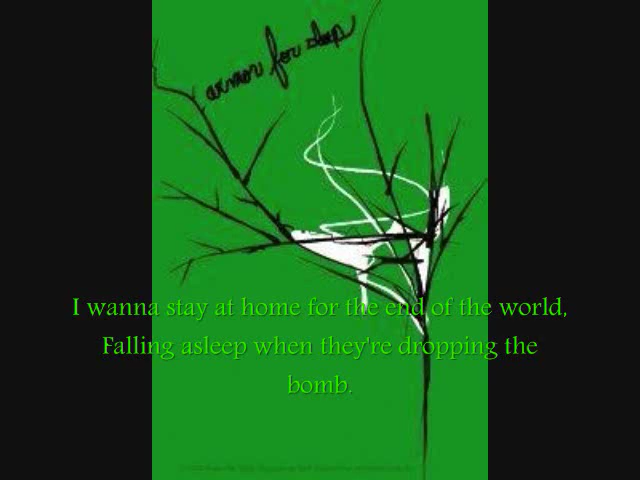 armor for sleep
I wanna stay at home for the end of the world,
Falling asleep when they're dropping the
bomb.